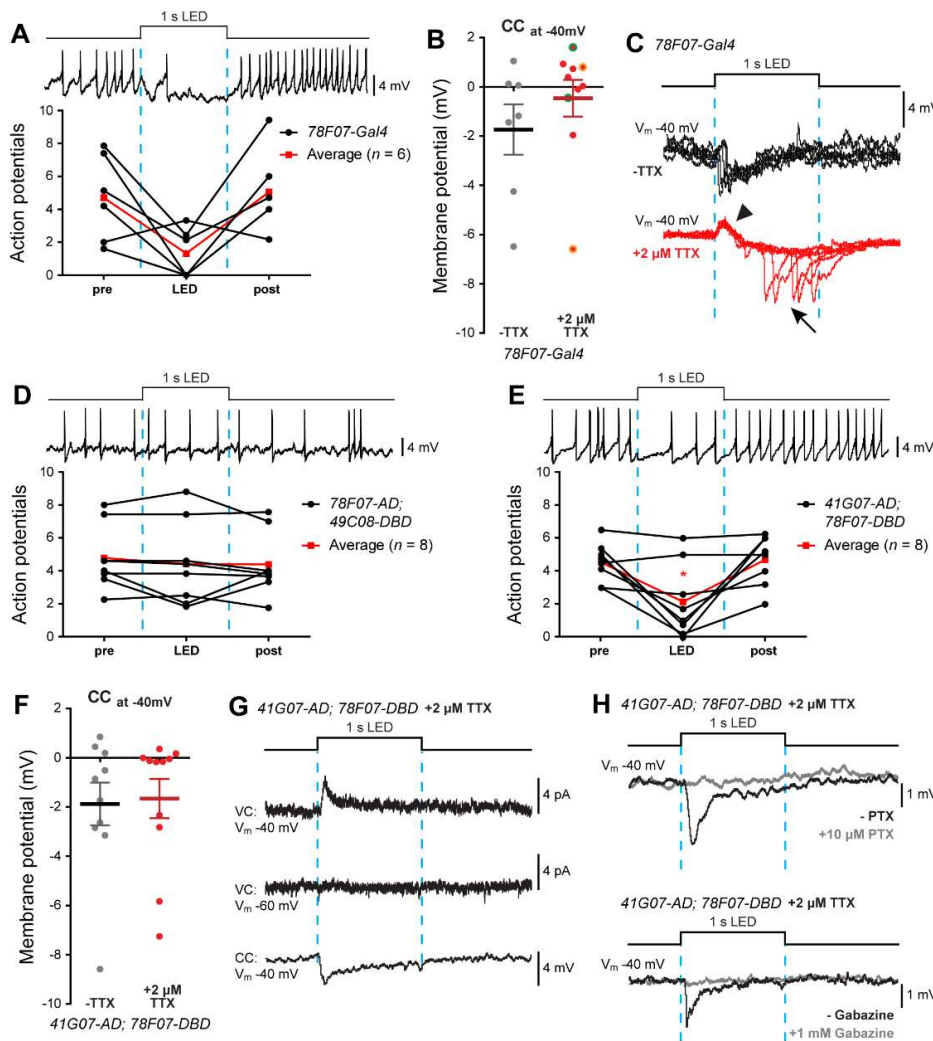 A
1 s LED
4 mV
Action potentials
10
8
6
4
2
0
78F07-Gal4
Average (n = 6)
pre
LED
post
B
CC at -40mV
Membrane potential (mV)
2
0
-2
-4
-6
-8
-10
-TTX
+2 µM
TTX
78F07-Gal4
C
78F07-Gal4
1 s LED
4 mV
Vm -40 mV
-TTX
Vm -40 mV
+2 µM TTX
D
1 s LED
4 mV
Action potentials
10
8
6
4
2
0
78F07-AD;
49C08-DBD
Average (n = 8)
pre
LED
post
E
1 s LED
4 mV
Action potentials
10
8
6
4
2
0
*
41G07-AD;
78F07-DBD
Average (n = 8)
pre
LED
post
F
CC at -40mV
Membrane potential (mV)
2
0
-2
-4
-6
-8
-10
-TTX
+2 µM
TTX
41G07-AD; 78F07-DBD
G
41G07-AD; 78F07-DBD +2 µM TTX
1 s LED
4 pA
VC:
Vm -40 mV
4 pA
VC:
Vm -60 mV
CC:
Vm -40 mV
4 mV
H
41G07-AD; 78F07-DBD +2 µM TTX
1 s LED
Vm -40 mV
1 mV
- PTX
+10 µM PTX
41G07-AD; 78F07-DBD +2 µM TTX
1 s LED
Vm -40 mV
1 mV
- Gabazine
+1 mM Gabazine